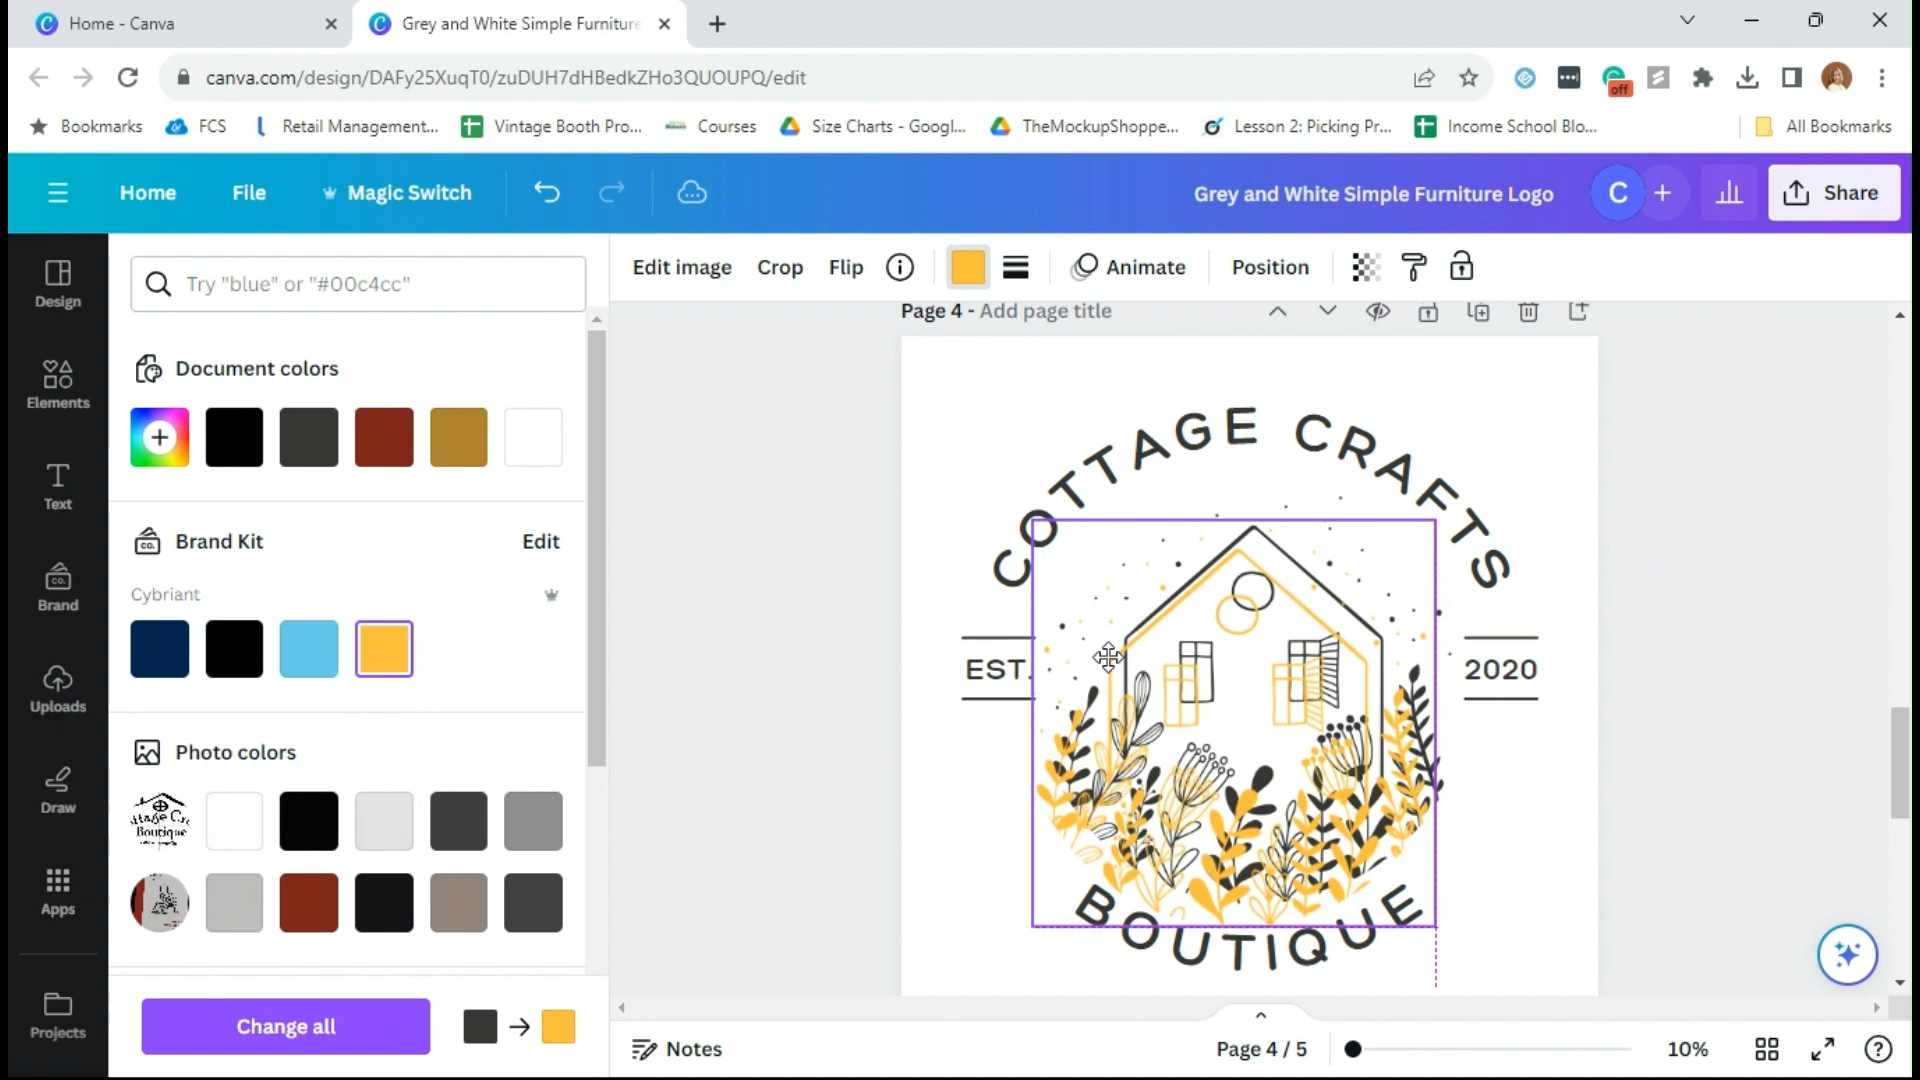 Home - Canva
Grey and White Simple Furniture
canva.com/design/DAFy25XuqT0/zuDUH7dHBedkZHo3QUOUPQ/edit
off
Bookmarks
FCS
Retail Management...
Vintage Booth Pro...
Courses
Size Charts - Googl...
TheMockupShoppe...
Lesson 2: Picking Pr...
Income School Blo...
All Bookmarks
Home
File
Magic Switch
Grey and White Simple Furniture Logo
C
Share
Design
Elements
Text
Brand
Uploads
Draw
Apps
Projects
Try "blue" or "#00c4cc"
Document colors
Brand Kit
Edit
Cybriant
Photo colors
Boutique
Change all
Edit image
Crop
Flip
Animate
Position
Page 4 - Add page title
COTTAGE CRAFTS
EST.
2020
BOUTIQUE
Notes
Page 4 / 5
10%